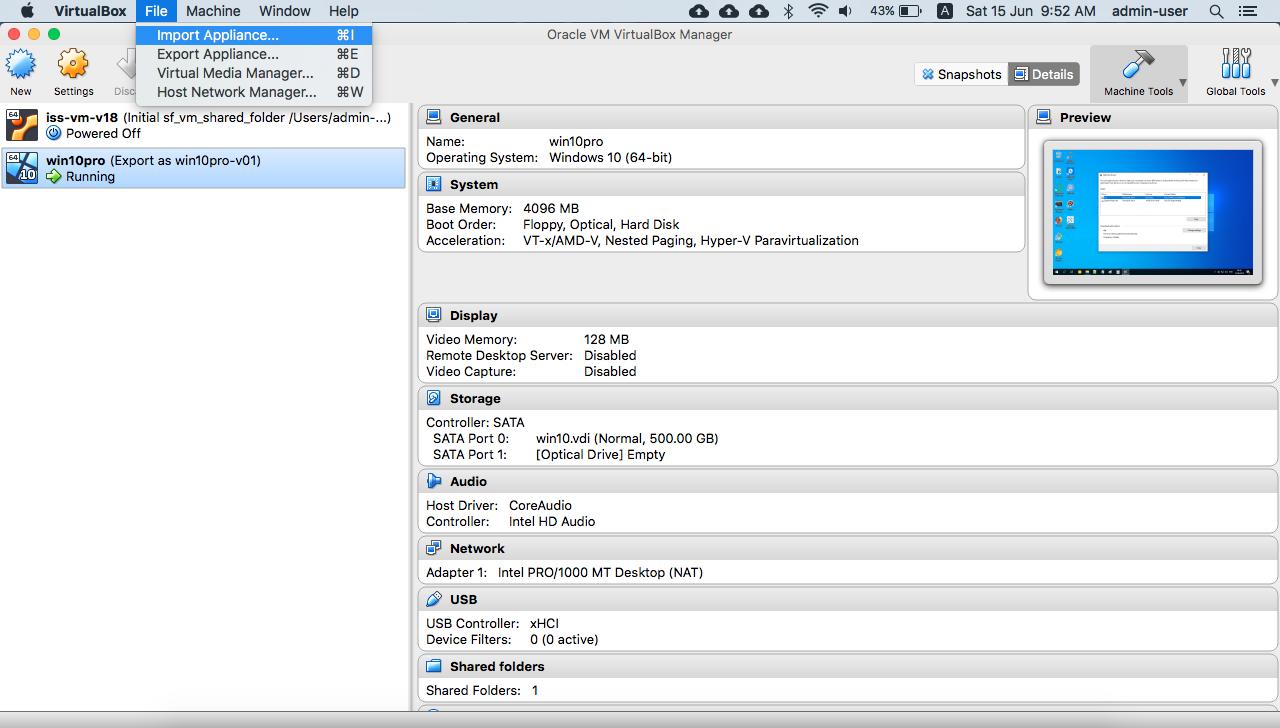 VirtualBox File Machine Window Help 43% A Sat 15 Jun 9:52 AM admin-user
Oracle VM VirtualBox Manager
Import Appliance... ⌘I
Export Appliance... ⌘E
Virtual Media Manager... ⌘D
Host Network Manager... ⌘W
New Settings Disc
Snapshots Details
Machine Tools Global Tools
64
iss-vm-v18 (Initial sf_vm_shared_folder /Users/admin-...)
Powered Off
64
10
win10pro (Export as win10pro-v01)
Running
General
Name: win10pro
Operating System: Windows 10 (64-bit)
Preview
System
Base Memory: 4096 MB
Boot Order: Floppy, Optical, Hard Disk
Acceleration: VT-x/AMD-V, Nested Paging, Hyper-V Paravirtualization
Display
Video Memory: 128 MB
Remote Desktop Server: Disabled
Video Capture: Disabled
Storage
Controller: SATA
SATA Port 0: win10.vdi (Normal, 500.00 GB)
SATA Port 1: [Optical Drive] Empty
Audio
Host Driver: CoreAudio
Controller: Intel HD Audio
Network
Adapter 1: Intel PRO/1000 MT Desktop (NAT)
USB
USB Controller: xHCI
Device Filters: 0 (0 active)
Shared folders
Shared Folders: 1